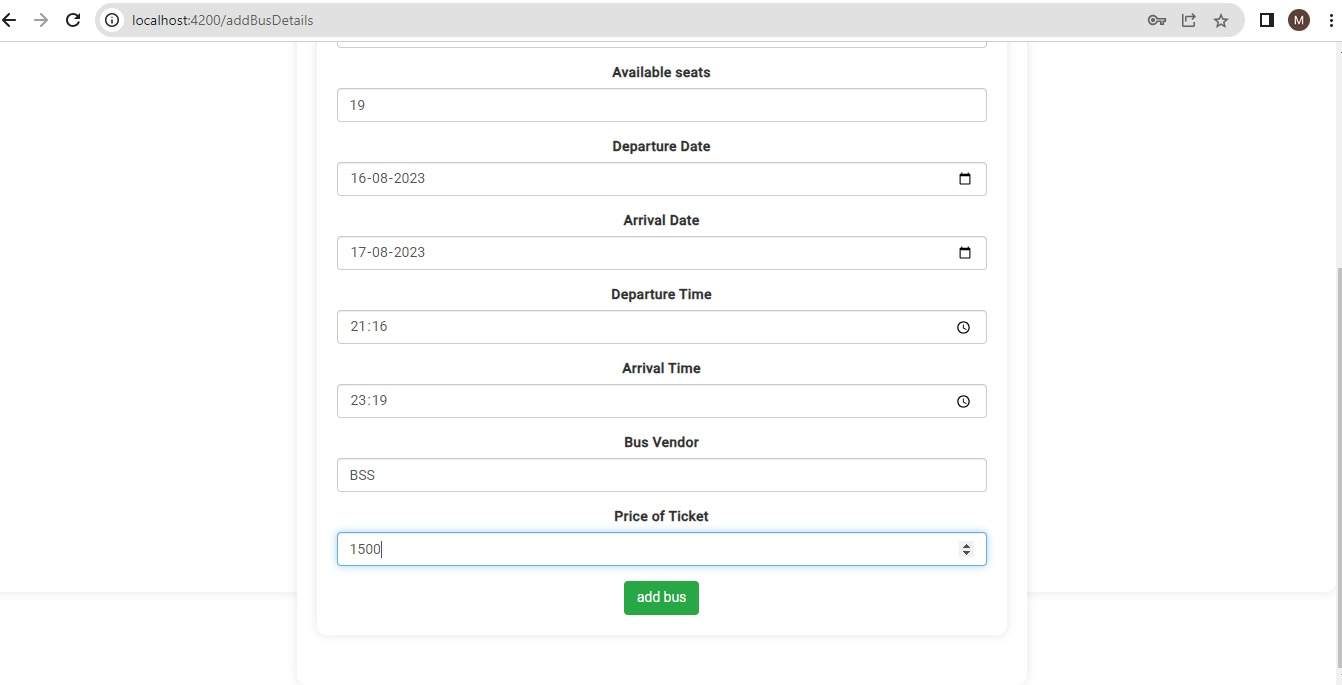 localhost:4200/addBusDetails
M
Available seats
19
Departure Date
16-08-2023
Arrival Date
17-08-2023
Departure Time
21:16
Arrival Time
23:19
Bus Vendor
BSS
Price of Ticket
1500
add bus